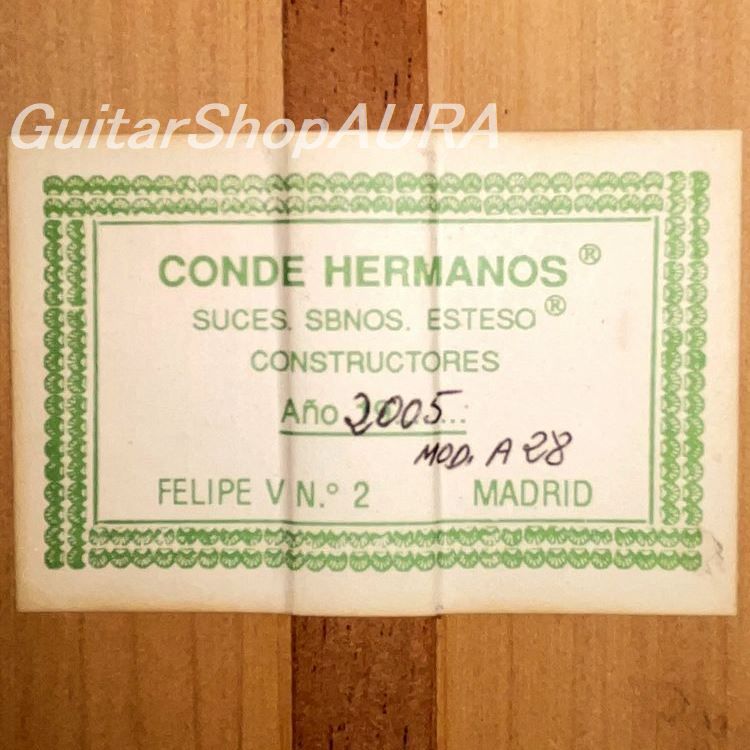 GuitarShopAURA
CONDE HERMANOS®
SUCES. SBNOS. ESTESO®
CONSTRUCTORES
Año 2005
MOD. A 28
FELIPE V N.º 2 MADRID